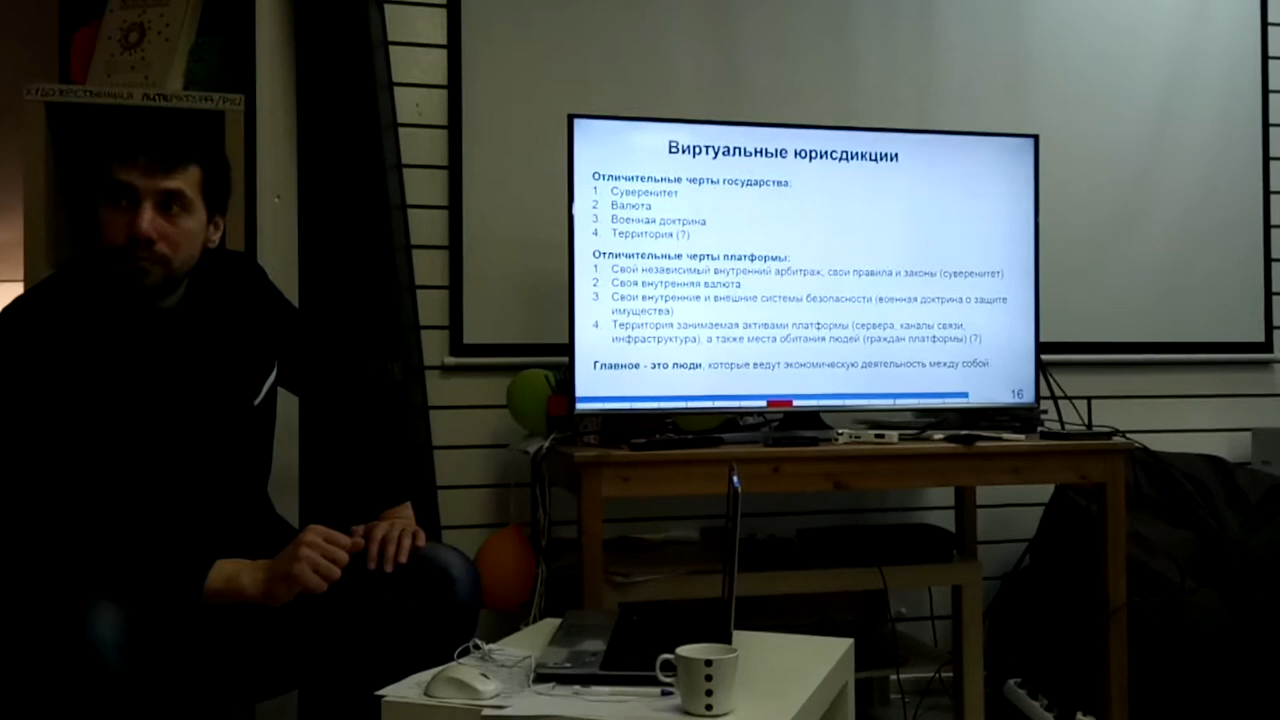 ХУДОЖЕСТВЕННАЯ ЛИТЕРАТУРА/РУС/
Виртуальные юрисдикции
Отличительные черты государства:
1. Суверенитет
2. Валюта
3. Военная доктрина
4. Территория (?)
Отличительные черты платформы:
1. Свой независимый внутренний арбитраж, свои правила и законы (суверенитет)
2. Своя внутренняя валюта
3. Свои внутренние и внешние системы безопасности (военная доктрина о защите
имущества)
4. Территория занимаемая активами платформы (сервера, каналы связи,
инфраструктура), а также места обитания людей (граждан платформы) (?)
Главное - это люди, которые ведут экономическую деятельность между собой.
16